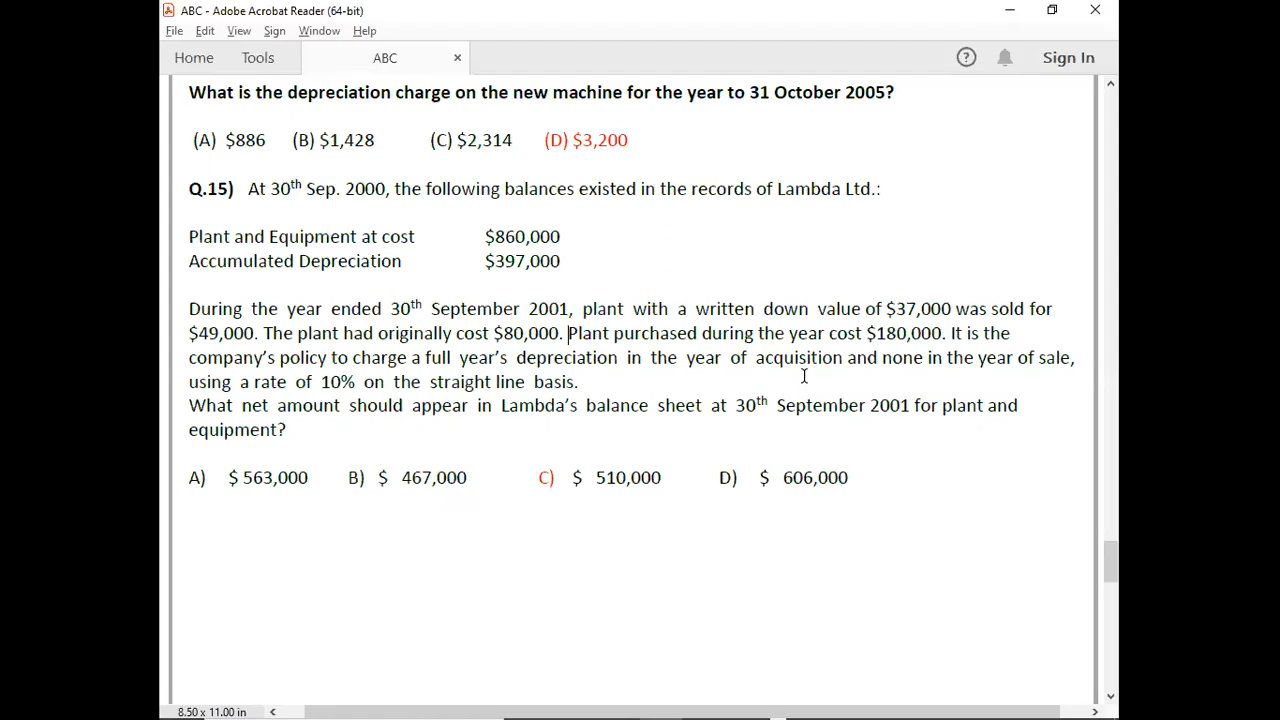 ABC - Adobe Acrobat Reader (64-bit)
File Edit View Sign Window Help
Home Tools ABC × ? Sign In
What is the depreciation charge on the new machine for the year to 31 October 2005?
(A) $886 (B) $1,428 (C) $2,314 (D) $3,200
Q.15) At 30th Sep. 2000, the following balances existed in the records of Lambda Ltd.:
Plant and Equipment at cost $860,000
Accumulated Depreciation $397,000
During the year ended 30th September 2001, plant with a written down value of $37,000 was sold for
$49,000. The plant had originally cost $80,000. Plant purchased during the year cost $180,000. It is the
company’s policy to charge a full year’s depreciation in the year of acquisition and none in the year of sale,
using a rate of 10% on the straight line basis.
What net amount should appear in Lambda’s balance sheet at 30th September 2001 for plant and
equipment?
A) $ 563,000 B) $ 467,000 C) $ 510,000 D) $ 606,000
8.50 x 11.00 in